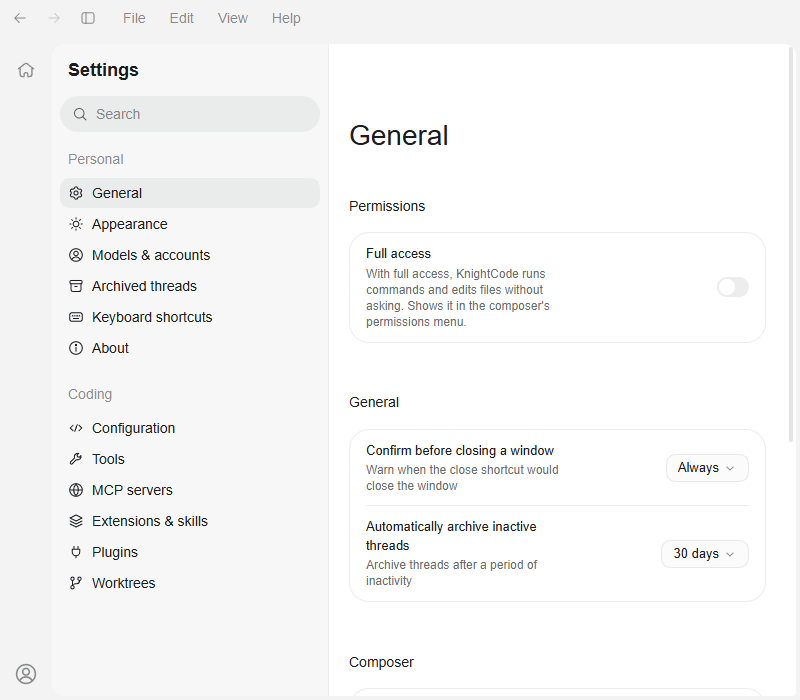 File Edit View Help
Settings
Search
Personal
General
Appearance
Models & accounts
Archived threads
Keyboard shortcuts
About
Coding
Configuration
Tools
MCP servers
Extensions & skills
Plugins
Worktrees
General
Permissions
Full access
With full access, KnightCode runs
commands and edits files without
asking. Shows it in the composer's
permissions menu.
General
Confirm before closing a window
Warn when the close shortcut would
close the window
Always
Automatically archive inactive
threads
Archive threads after a period of
inactivity
30 days
Composer